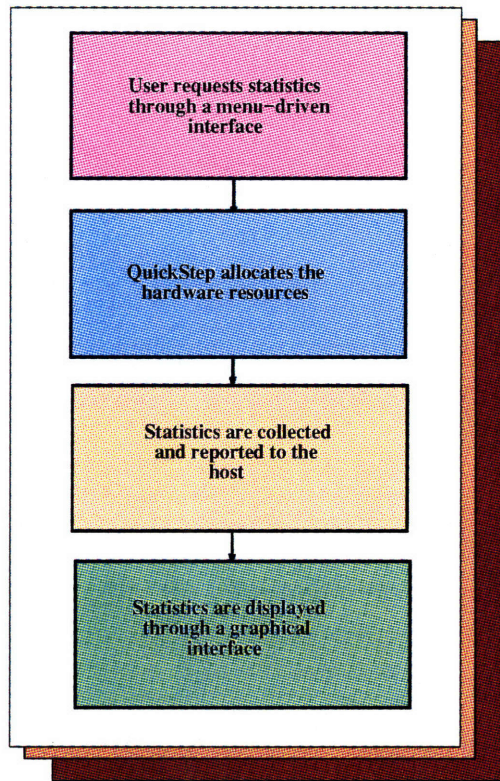 User requests statistics
through a menu-driven
interface
QuickStep allocates the
hardware resources
Statistics are collected
and reported to the
host
Statistics are displayed
through a graphical
interface